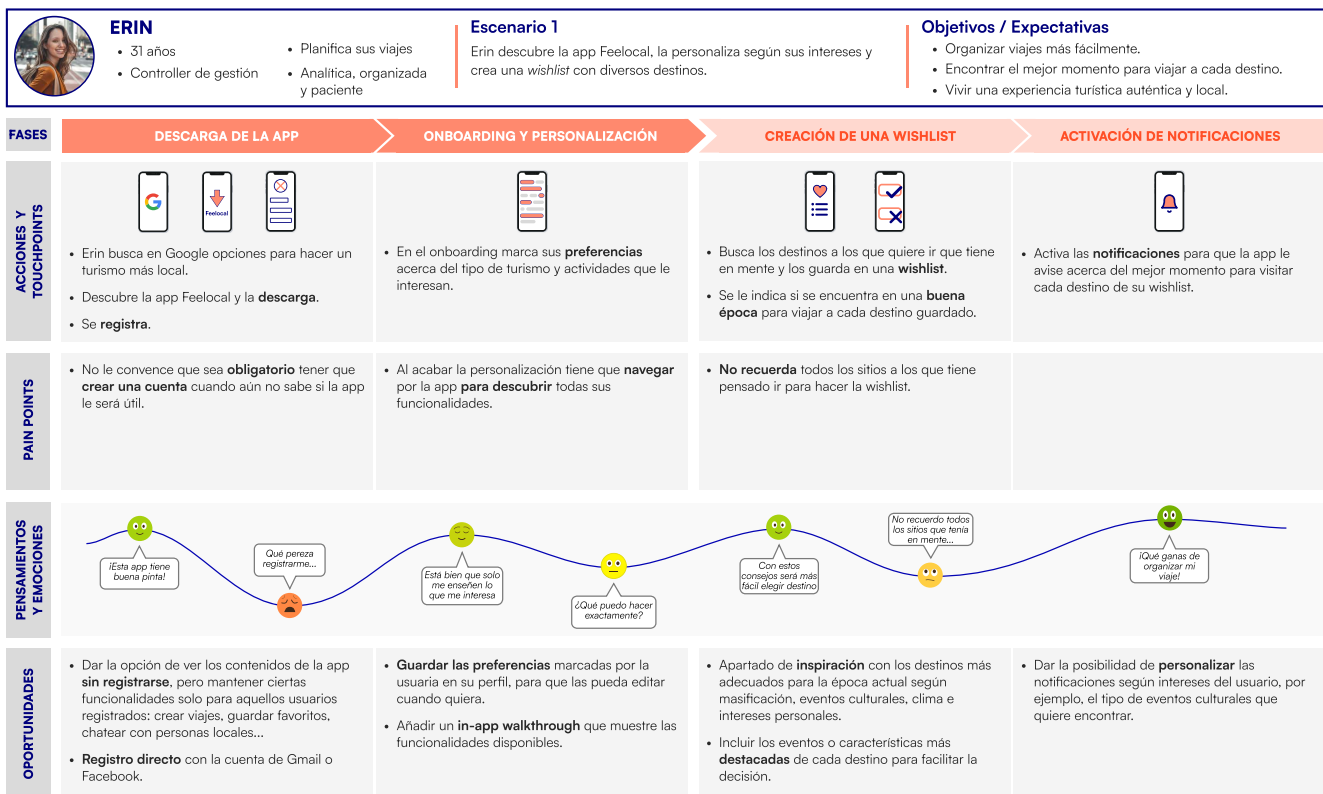 ERIN
• 31 años
• Controller de gestión
• Planifica sus viajes
• Analítica, organizada
y paciente
Escenario 1
Erin descubre la app Feelocal, la personaliza según sus intereses y
crea una wishlist con diversos destinos.
Objetivos / Expectativas
• Organizar viajes más fácilmente.
• Encontrar el mejor momento para viajar a cada destino.
• Vivir una experiencia turística auténtica y local.
FASES
DESCARGA DE LA APP
ONBOARDING Y PERSONALIZACIÓN
CREACIÓN DE UNA WISHLIST
ACTIVACIÓN DE NOTIFICACIONES
ACCIONES Y
TOUCHPOINTS
G
Feelocal
• Erin busca en Google opciones para hacer un
turismo más local.
• Descubre la app Feelocal y la descarga.
• Se registra.
• En el onboarding marca sus preferencias
acerca del tipo de turismo y actividades que le
interesan.
• Busca los destinos a los que quiere ir que tiene
en mente y los guarda en una wishlist.
• Se le indica si se encuentra en una buena
época para viajar a cada destino guardado.
• Activa las notificaciones para que la app le
avise acerca del mejor momento para visitar
cada destino de su wishlist.
PAIN POINTS
• No le convence que sea obligatorio tener que
crear una cuenta cuando aún no sabe si la app
le será útil.
• Al acabar la personalización tiene que navegar
por la app para descubrir todas sus
funcionalidades.
• No recuerda todos los sitios a los que tiene
pensado ir para hacer la wishlist.
PENSAMIENTOS
Y EMOCIONES
¡Esta app tiene
buena pinta!
Qué pereza
registrarme...
Está bien que solo
me enseñen lo
que me interesa
¿Qué puedo hacer
exactamente?
Con estos
consejos será más
fácil elegir destino
No recuerdo todos
los sitios que tenía
en mente...
¡Qué ganas de
organizar mi
viaje!
OPORTUNIDADES
• Dar la opción de ver los contenidos de la app
sin registrarse, pero mantener ciertas
funcionalidades solo para aquellos usuarios
registrados: crear viajes, guardar favoritos,
chatear con personas locales...
• Registro directo con la cuenta de Gmail o
Facebook.
• Guardar las preferencias marcadas por la
usuaria en su perfil, para que las pueda editar
cuando quiera.
• Añadir un in-app walkthrough que muestre las
funcionalidades disponibles.
• Apartado de inspiración con los destinos más
adecuados para la época actual según
masificación, eventos culturales, clima e
intereses personales.
• Incluir los eventos o características más
destacadas de cada destino para facilitar la
decisión.
• Dar la posibilidad de personalizar las
notificaciones según intereses del usuario, por
ejemplo, el tipo de eventos culturales que
quiere encontrar.